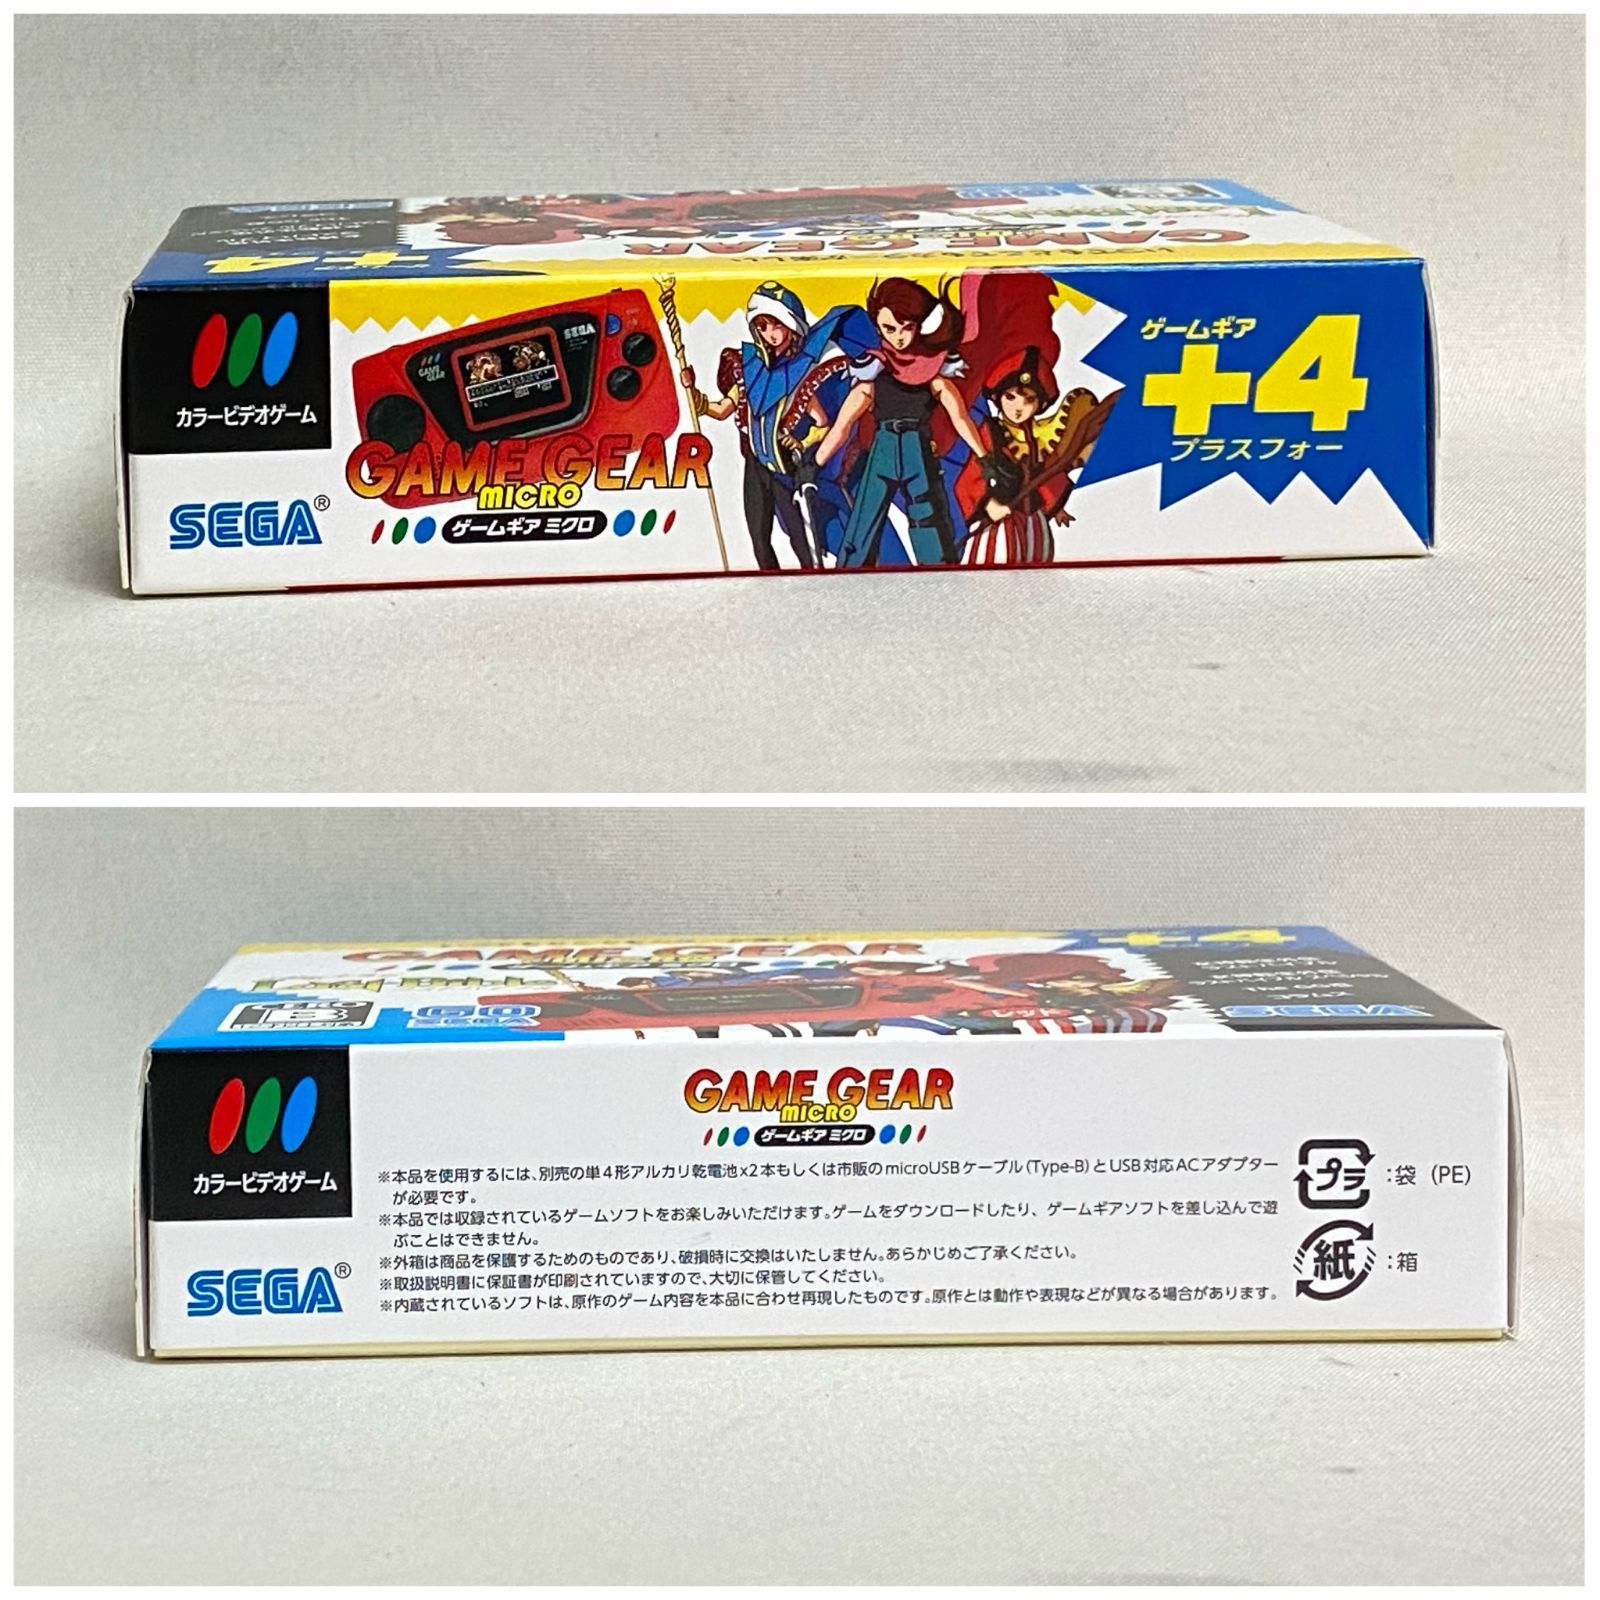 GAME GEAR
+4
カラービデオゲーム
SEGA®
SEGA
GAME GEAR
GAME GEAR
MICRO
ゲームギア ミクロ
ゲームギア
+4
プラスフォー
GAME GEAR
+4
CERO
B
SEGA
60
SEGA
カラービデオゲーム
SEGA®
GAME GEAR
MICRO
ゲームギア ミクロ
※本品を使用するには、別売の単4形アルカリ乾電池x2本もしくは市販のmicroUSBケーブル(Type-B)とUSB対応ACアダプター
が必要です。
※本品では収録されているゲームソフトをお楽しみいただけます。ゲームをダウンロードしたり、ゲームギアソフトを差し込んで遊
ぶことはできません。
※外箱は商品を保護するためのものであり、破損時に交換はいたしません。あらかじめご了承ください。
※取扱説明書に保証書が印刷されていますので、大切に保管してください。
※内蔵されているソフトは、原作のゲーム内容を本品に合わせ再現したものです。原作とは動作や表現などが異なる場合があります。
プラ:袋 (PE)
紙:箱